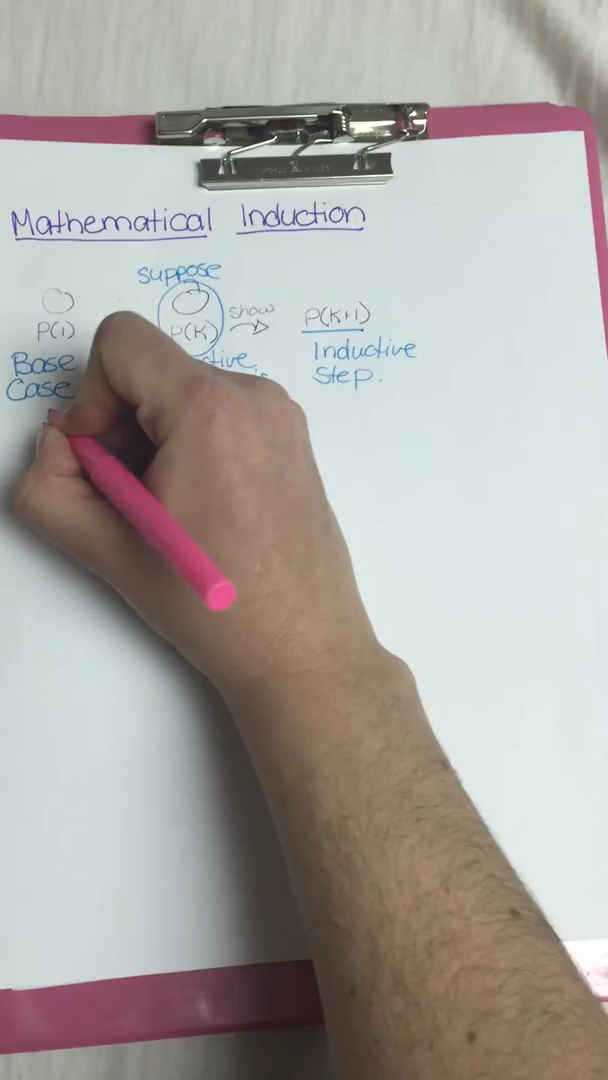 Mathematical Induction
suppose
show
P(1) P(K) P(K+1)
Base Inductive
Case Step.